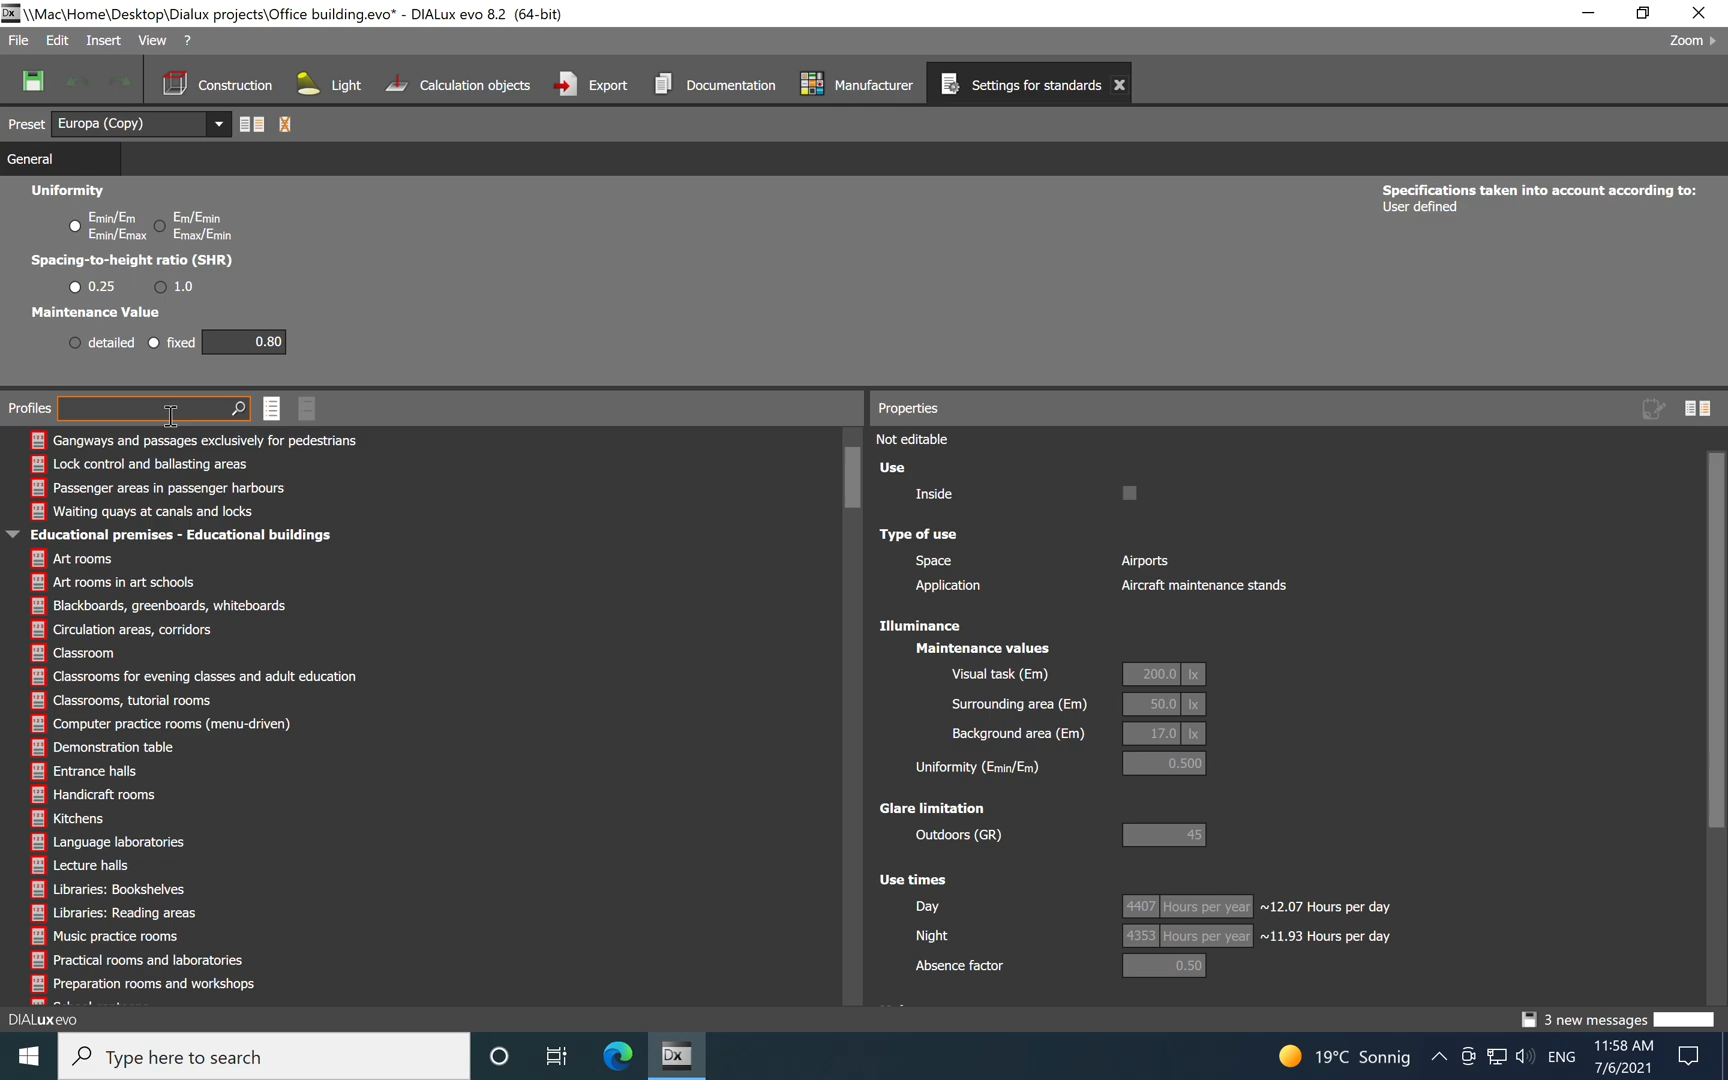 Dx \\Mac\Home\Desktop\Dialux projects\Office building.evo* - DIALux evo 8.2 (64-bit)
File Edit Insert View ? Zoom
Construction Light Calculation objects Export Documentation Manufacturer Settings for standards
Preset Europa (Copy)
General
Uniformity
Specifications taken into account according to:
User defined
Emin/Em Em/Emin
Emin/Emax Emax/Emin
Spacing-to-height ratio (SHR)
0.25 1.0
Maintenance Value
detailed fixed 0.80
Profiles
Gangways and passages exclusively for pedestrians
Lock control and ballasting areas
Passenger areas in passenger harbours
Waiting quays at canals and locks
Educational premises - Educational buildings
Art rooms
Art rooms in art schools
Blackboards, greenboards, whiteboards
Circulation areas, corridors
Classroom
Classrooms for evening classes and adult education
Classrooms, tutorial rooms
Computer practice rooms (menu-driven)
Demonstration table
Entrance halls
Handicraft rooms
Kitchens
Language laboratories
Lecture halls
Libraries: Bookshelves
Libraries: Reading areas
Music practice rooms
Practical rooms and laboratories
Preparation rooms and workshops
Properties
Not editable
Use
Inside
Type of use
Space Airports
Application Aircraft maintenance stands
Illuminance
Maintenance values
Visual task (Em) 200.0 lx
Surrounding area (Em) 50.0 lx
Background area (Em) 17.0 lx
Uniformity (Emin/Em) 0.500
Glare limitation
Outdoors (GR) 45
Use times
Day 4407 Hours per year ~12.07 Hours per day
Night 4353 Hours per year ~11.93 Hours per day
Absence factor 0.50
DIALux evo
3 new messages
Type here to search
Dx
19°C Sonnig
ENG
11:58 AM
7/6/2021